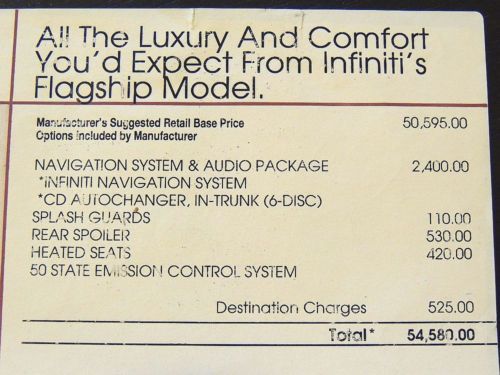 All The Luxury And Comfort
You'd Expect From Infiniti's
Flagship Model.
Manufacturer's Suggested Retail Base Price 50,595.00
Options Included by Manufacturer
NAVIGATION SYSTEM & AUDIO PACKAGE 2,400.00
*INFINITI NAVIGATION SYSTEM
*CD AUTOCHANGER, IN-TRUNK (6-DISC)
SPLASH GUARDS 110.00
REAR SPOILER 530.00
HEATED SEATS 420.00
50 STATE EMISSION CONTROL SYSTEM
Destination Charges 525.00
Total* 54,580.00